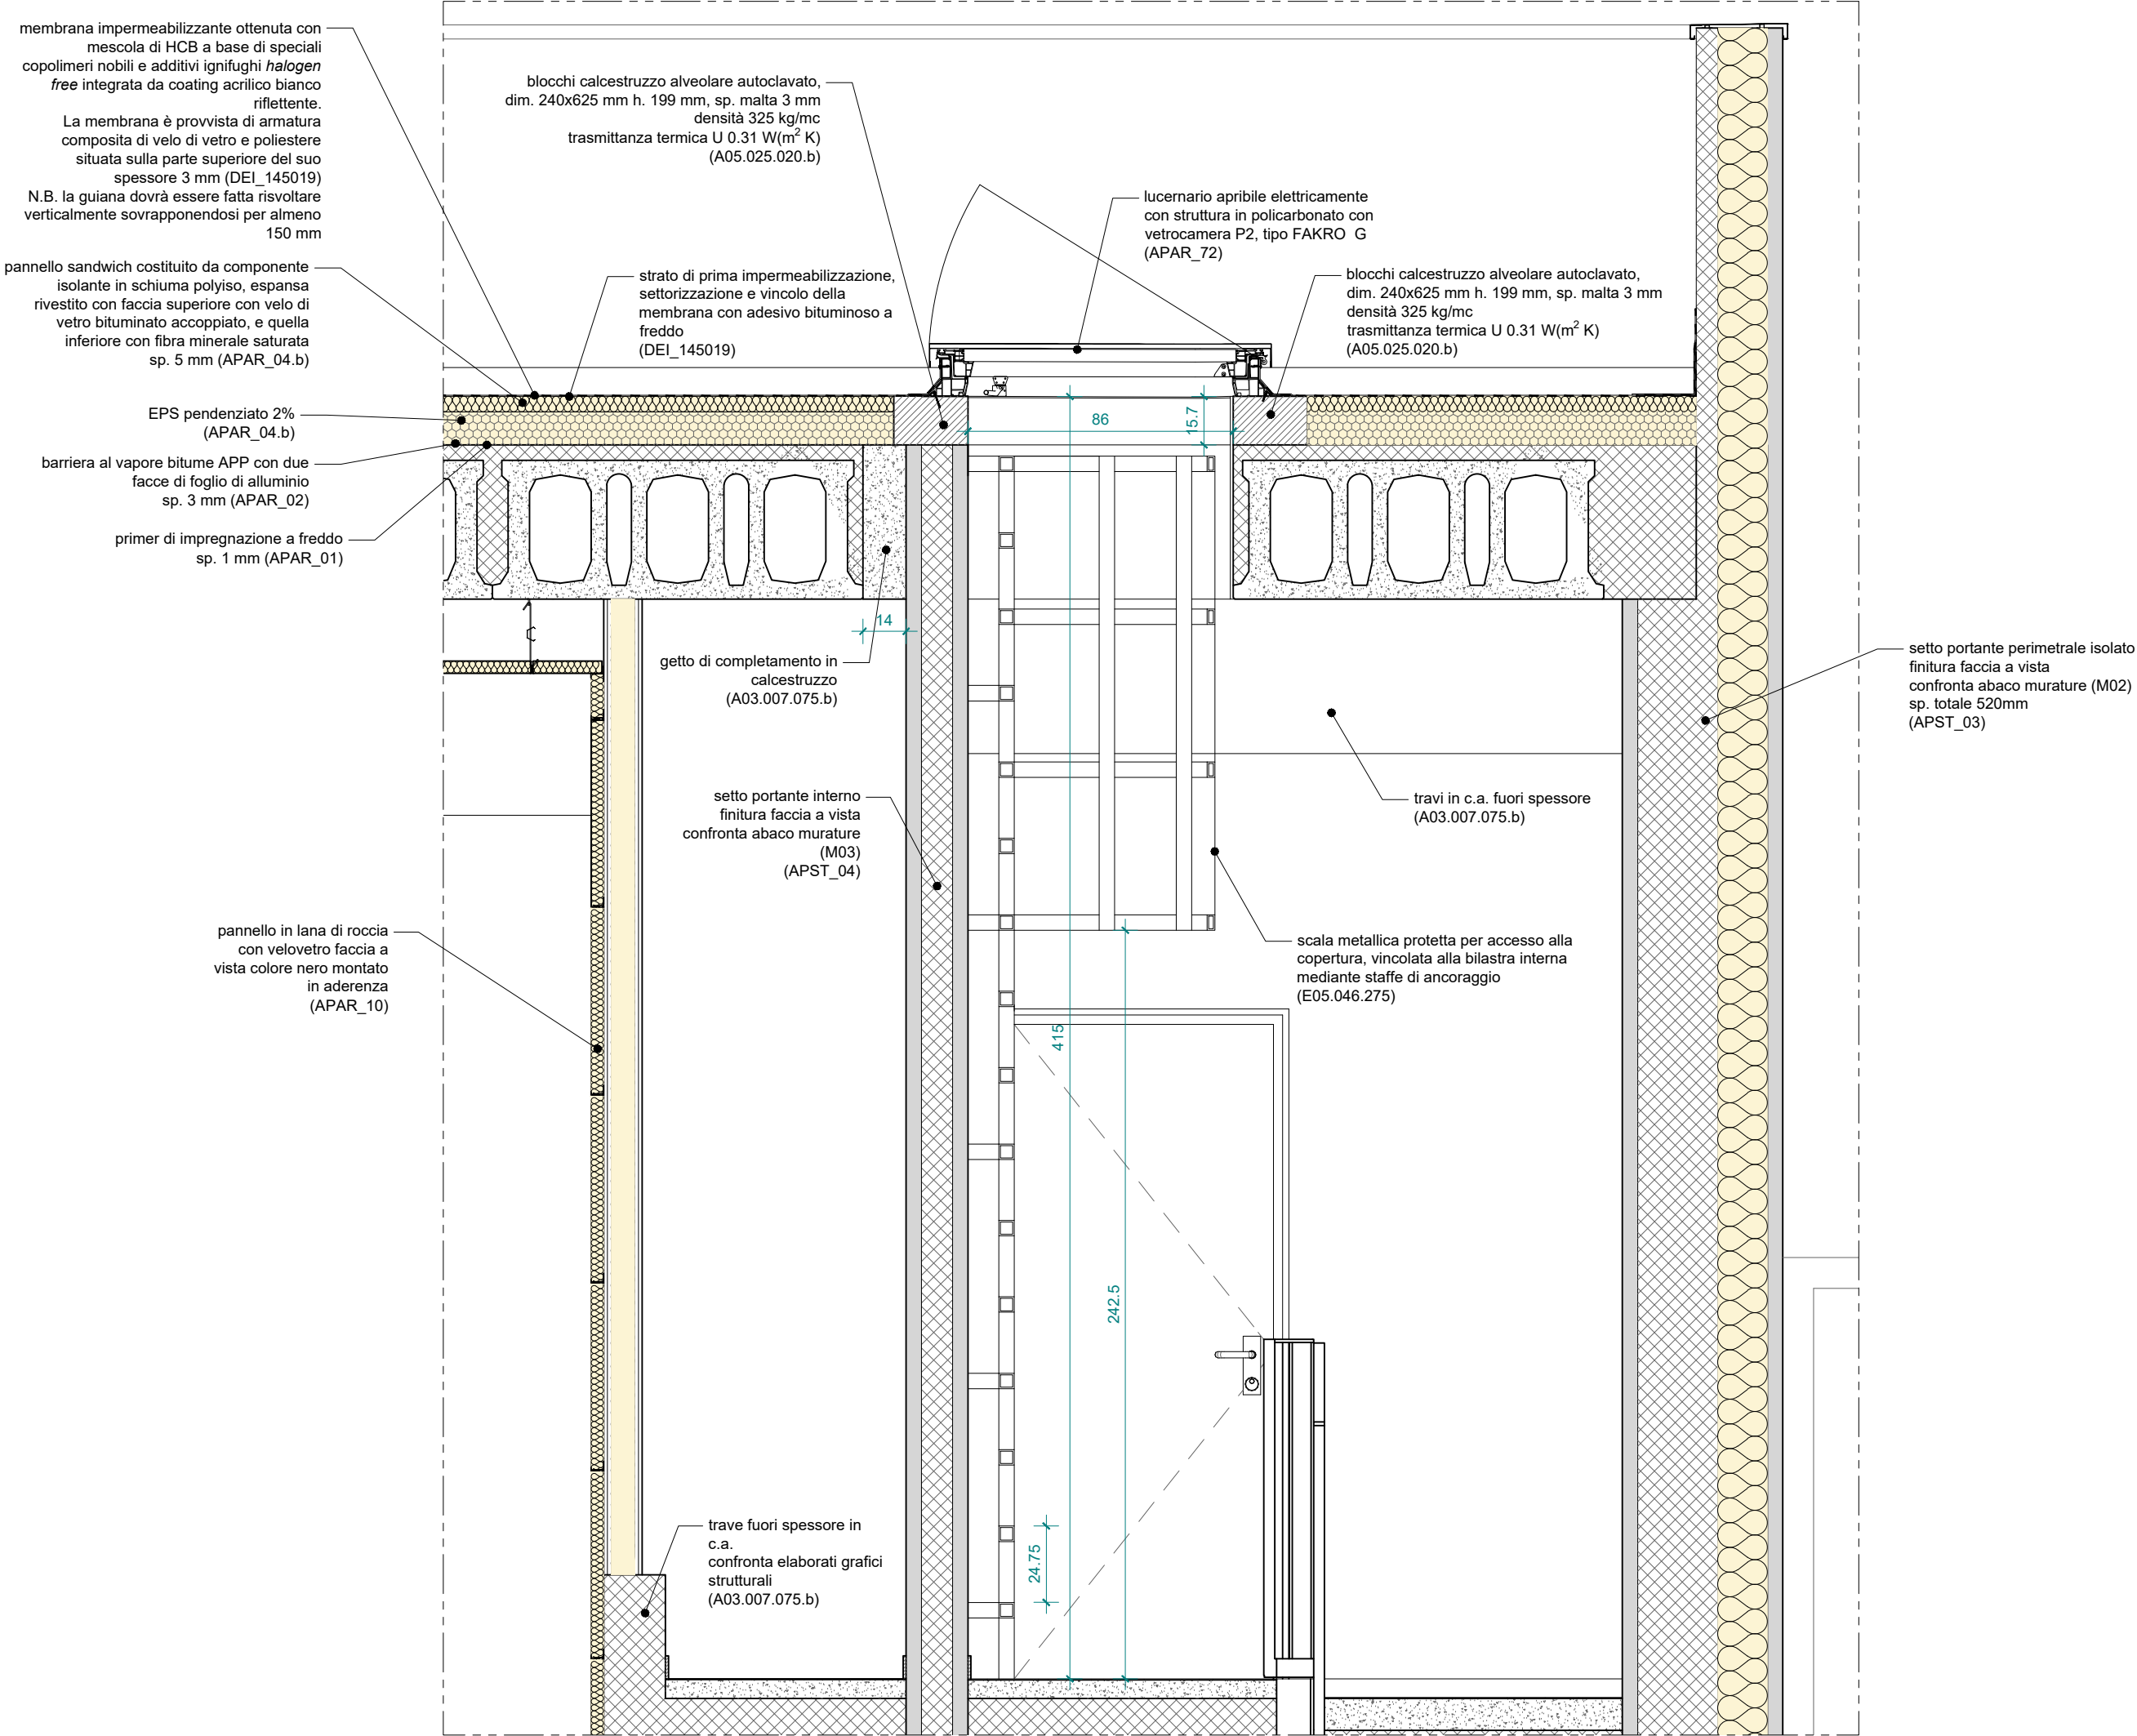 membrana impermeabilizzante ottenuta con
mescola di HCB a base di speciali
copolimeri nobili e additivi ignifughi halogen
free integrata da coating acrilico bianco
riflettente.
La membrana è provvista di armatura
composita di velo di vetro e poliestere
situata sulla parte superiore del suo
spessore 3 mm (DEI_145019)
N.B. la guiana dovrà essere fatta risvoltare
verticalmente sovrapponendosi per almeno
150 mm
pannello sandwich costituito da componente
isolante in schiuma polyiso, espansa
rivestito con faccia superiore con velo di
vetro bituminato accoppiato, e quella
inferiore con fibra minerale saturata
sp. 5 mm (APAR_04.b)
EPS pendenziato 2%
(APAR_04.b)
barriera al vapore bitume APP con due
facce di foglio di alluminio
sp. 3 mm (APAR_02)
primer di impregnazione a freddo
sp. 1 mm (APAR_01)
blocchi calcestruzzo alveolare autoclavato,
dim. 240x625 mm h. 199 mm, sp. malta 3 mm
densità 325 kg/mc
trasmittanza termica U 0.31 W(m² K)
(A05.025.020.b)
strato di prima impermeabilizzazione,
settorizzazione e vincolo della
membrana con adesivo bituminoso a
freddo
(DEI_145019)
lucernario apribile elettricamente
con struttura in policarbonato con
vetrocamera P2, tipo FAKRO G
(APAR_72)
blocchi calcestruzzo alveolare autoclavato,
dim. 240x625 mm h. 199 mm, sp. malta 3 mm
densità 325 kg/mc
trasmittanza termica U 0.31 W(m² K)
(A05.025.020.b)
86
15.7
14
getto di completamento in
calcestruzzo
(A03.007.075.b)
setto portante perimetrale isolato
finitura faccia a vista
confronta abaco murature (M02)
sp. totale 520mm
(APST_03)
setto portante interno
finitura faccia a vista
confronta abaco murature
(M03)
(APST_04)
travi in c.a. fuori spessore
(A03.007.075.b)
pannello in lana di roccia
con velovetro faccia a
vista colore nero montato
in aderenza
(APAR_10)
scala metallica protetta per accesso alla
copertura, vincolata alla bilastra interna
mediante staffe di ancoraggio
(E05.046.275)
415
242.5
24.75
trave fuori spessore in
c.a.
confronta elaborati grafici
strutturali
(A03.007.075.b)